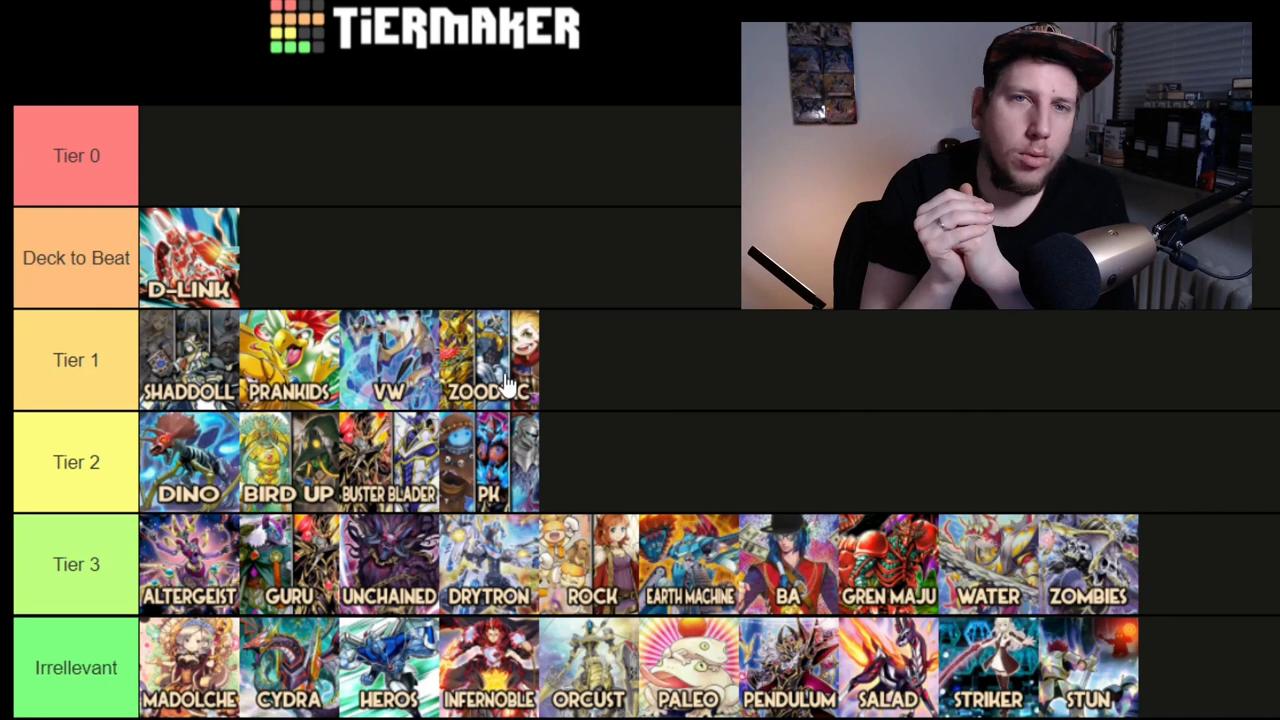 TiERMAKER
Tier 0
Deck to Beat
D-LINK
Tier 1
SHADDOLL PRANKIDS VW ZOODIAC
Tier 2
DINO BIRD UP BUSTER BLADER PK
Tier 3
ALTERGEIST GURU UNCHAINED DRYTRON ROCK EARTH MACHINE BA GREN MAJU WATER ZOMBIES
Irrellevant
MADOLCHE CYDRA HEROS INFERNOBLE ORCUST PALEO PENDULUM SALAD STRIKER STUN